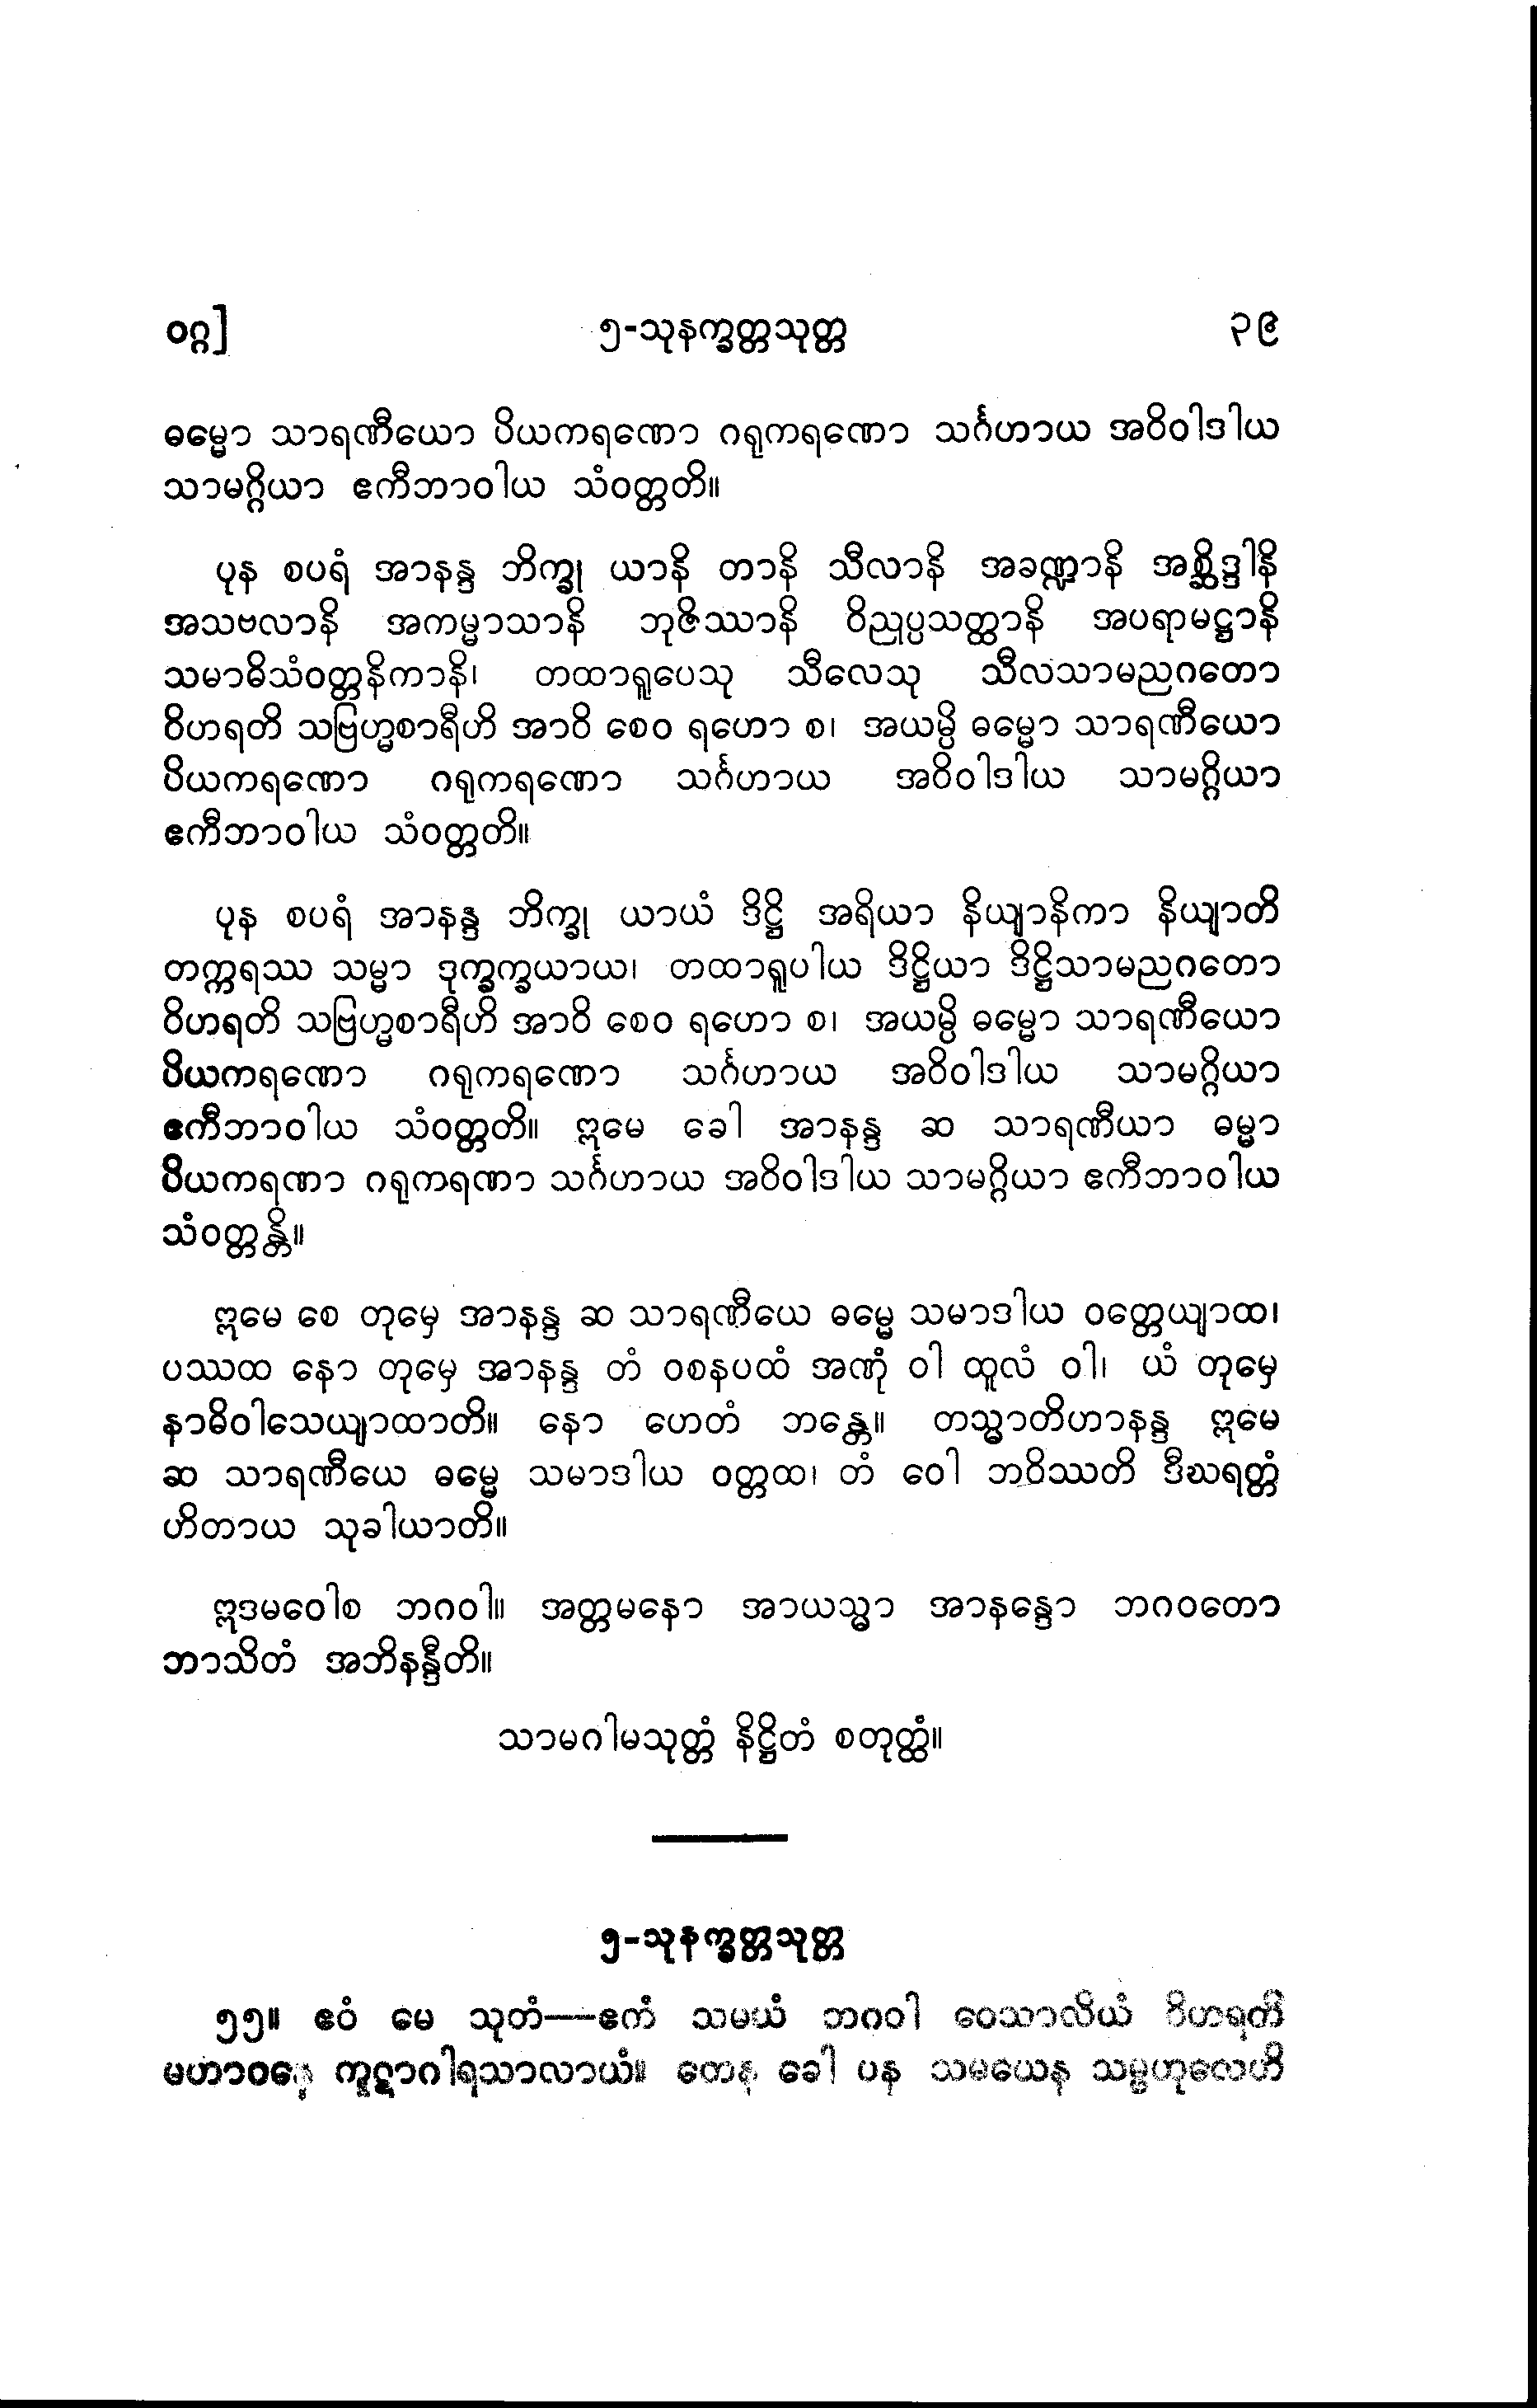 ဝဂ္ဂ]
၅-သုနက္ခတ္တသုတ္တ
၃၉
ဓမ္မော သာရဏီယော ပိယကရဏော ဂရုကရဏော သင်္ဂဟာယ အဝိဝါဒါယ
သာမဂ္ဂိယာ ဧကီဘာဝါယ သံဝတ္တတိ။
ပုန စပရံ အာနန္ဒ ဘိက္ခု ယာနိ တာနိ သီလာနိ အခဏ္ဍာနိ အစ္ဆိဒ္ဒါနိ
အသဗလာနိ အကမ္မာသာနိ ဘုဇိဿာနိ ဝိညုပ္ပသတ္ထာနိ အပရာမဋ္ဌာနိ
သမာဓိသံဝတ္တနိကာနိ၊ တထာရူပေသု သီလေသု သီလသာမညဂတော
ဝိဟရတိ သဗြဟ္မစာရီဟိ အာဝိ စေဝ ရဟော စ၊ အယမ္ပိ ဓမ္မော သာရဏီယော
ပိယကရဏော ဂရုကရဏော သင်္ဂဟာယ အဝိဝါဒါယ သာမဂ္ဂိယာ
ဧကီဘာဝါယ သံဝတ္တတိ။
ပုန စပရံ အာနန္ဒ ဘိက္ခု ယာယံ ဒိဋ္ဌိ အရိယာ နိယျာနိကာ နိယျာတိ
တက္ကရဿ သမ္မာ ဒုက္ခက္ခယာယ၊ တထာရူပါယ ဒိဋ္ဌိယာ ဒိဋ္ဌိသာမညဂတော
ဝိဟရတိ သဗြဟ္မစာရီဟိ အာဝိ စေဝ ရဟော စ၊ အယမ္ပိ ဓမ္မော သာရဏီယော
ပိယကရဏော ဂရုကရဏော သင်္ဂဟာယ အဝိဝါဒါယ သာမဂ္ဂိယာ
ဧကီဘာဝါယ သံဝတ္တတိ။ ဣမေ ခေါ အာနန္ဒ ဆ သာရဏီယာ ဓမ္မာ
ပိယကရဏာ ဂရုကရဏာ သင်္ဂဟာယ အဝိဝါဒါယ သာမဂ္ဂိယာ ဧကီဘာဝါယ
သံဝတ္တန္တိ။
ဣမေ စေ တုမှေ အာနန္ဒ ဆ သာရဏီယေ ဓမ္မေ သမာဒါယ ဝတ္တေယျာထ၊
ပဿထ နော တုမှေ အာနန္ဒ တံ ဝစနပထံ အဏုံ ဝါ ထူလံ ဝါ၊ ယံ တုမှေ
နာဓိဝါသေယျာထာတိ။ နော ဟေတံ ဘန္တေ။ တသ္မာတိဟာနန္ဒ ဣမေ
ဆ သာရဏီယေ ဓမ္မေ သမာဒါယ ဝတ္တထ၊ တံ ဝေါ ဘဝိဿတိ ဒီဃရတ္တံ
ဟိတာယ သုခါယာတိ။
ဣဒမဝေါစ ဘဂဝါ။ အတ္တမနော အာယသ္မာ အာနန္ဒော ဘဂဝတော
ဘာသိတံ အဘိနန္ဒီတိ။
သာမဂါမသုတ္တံ နိဋ္ဌိတံ စတုတ္ထံ။
၅-သုနက္ခတ္တသုတ္တ
၅၅။ ဧဝံ မေ သုတံ—ဧကံ သမယံ ဘဂဝါ ဝေသာလိယံ ဝိဟရတိ
မဟာဝနေ ကူဋာဂါရသာလာယံ။ တေန ခေါ ပန သမယေန သမ္ဗဟုလေဟိ